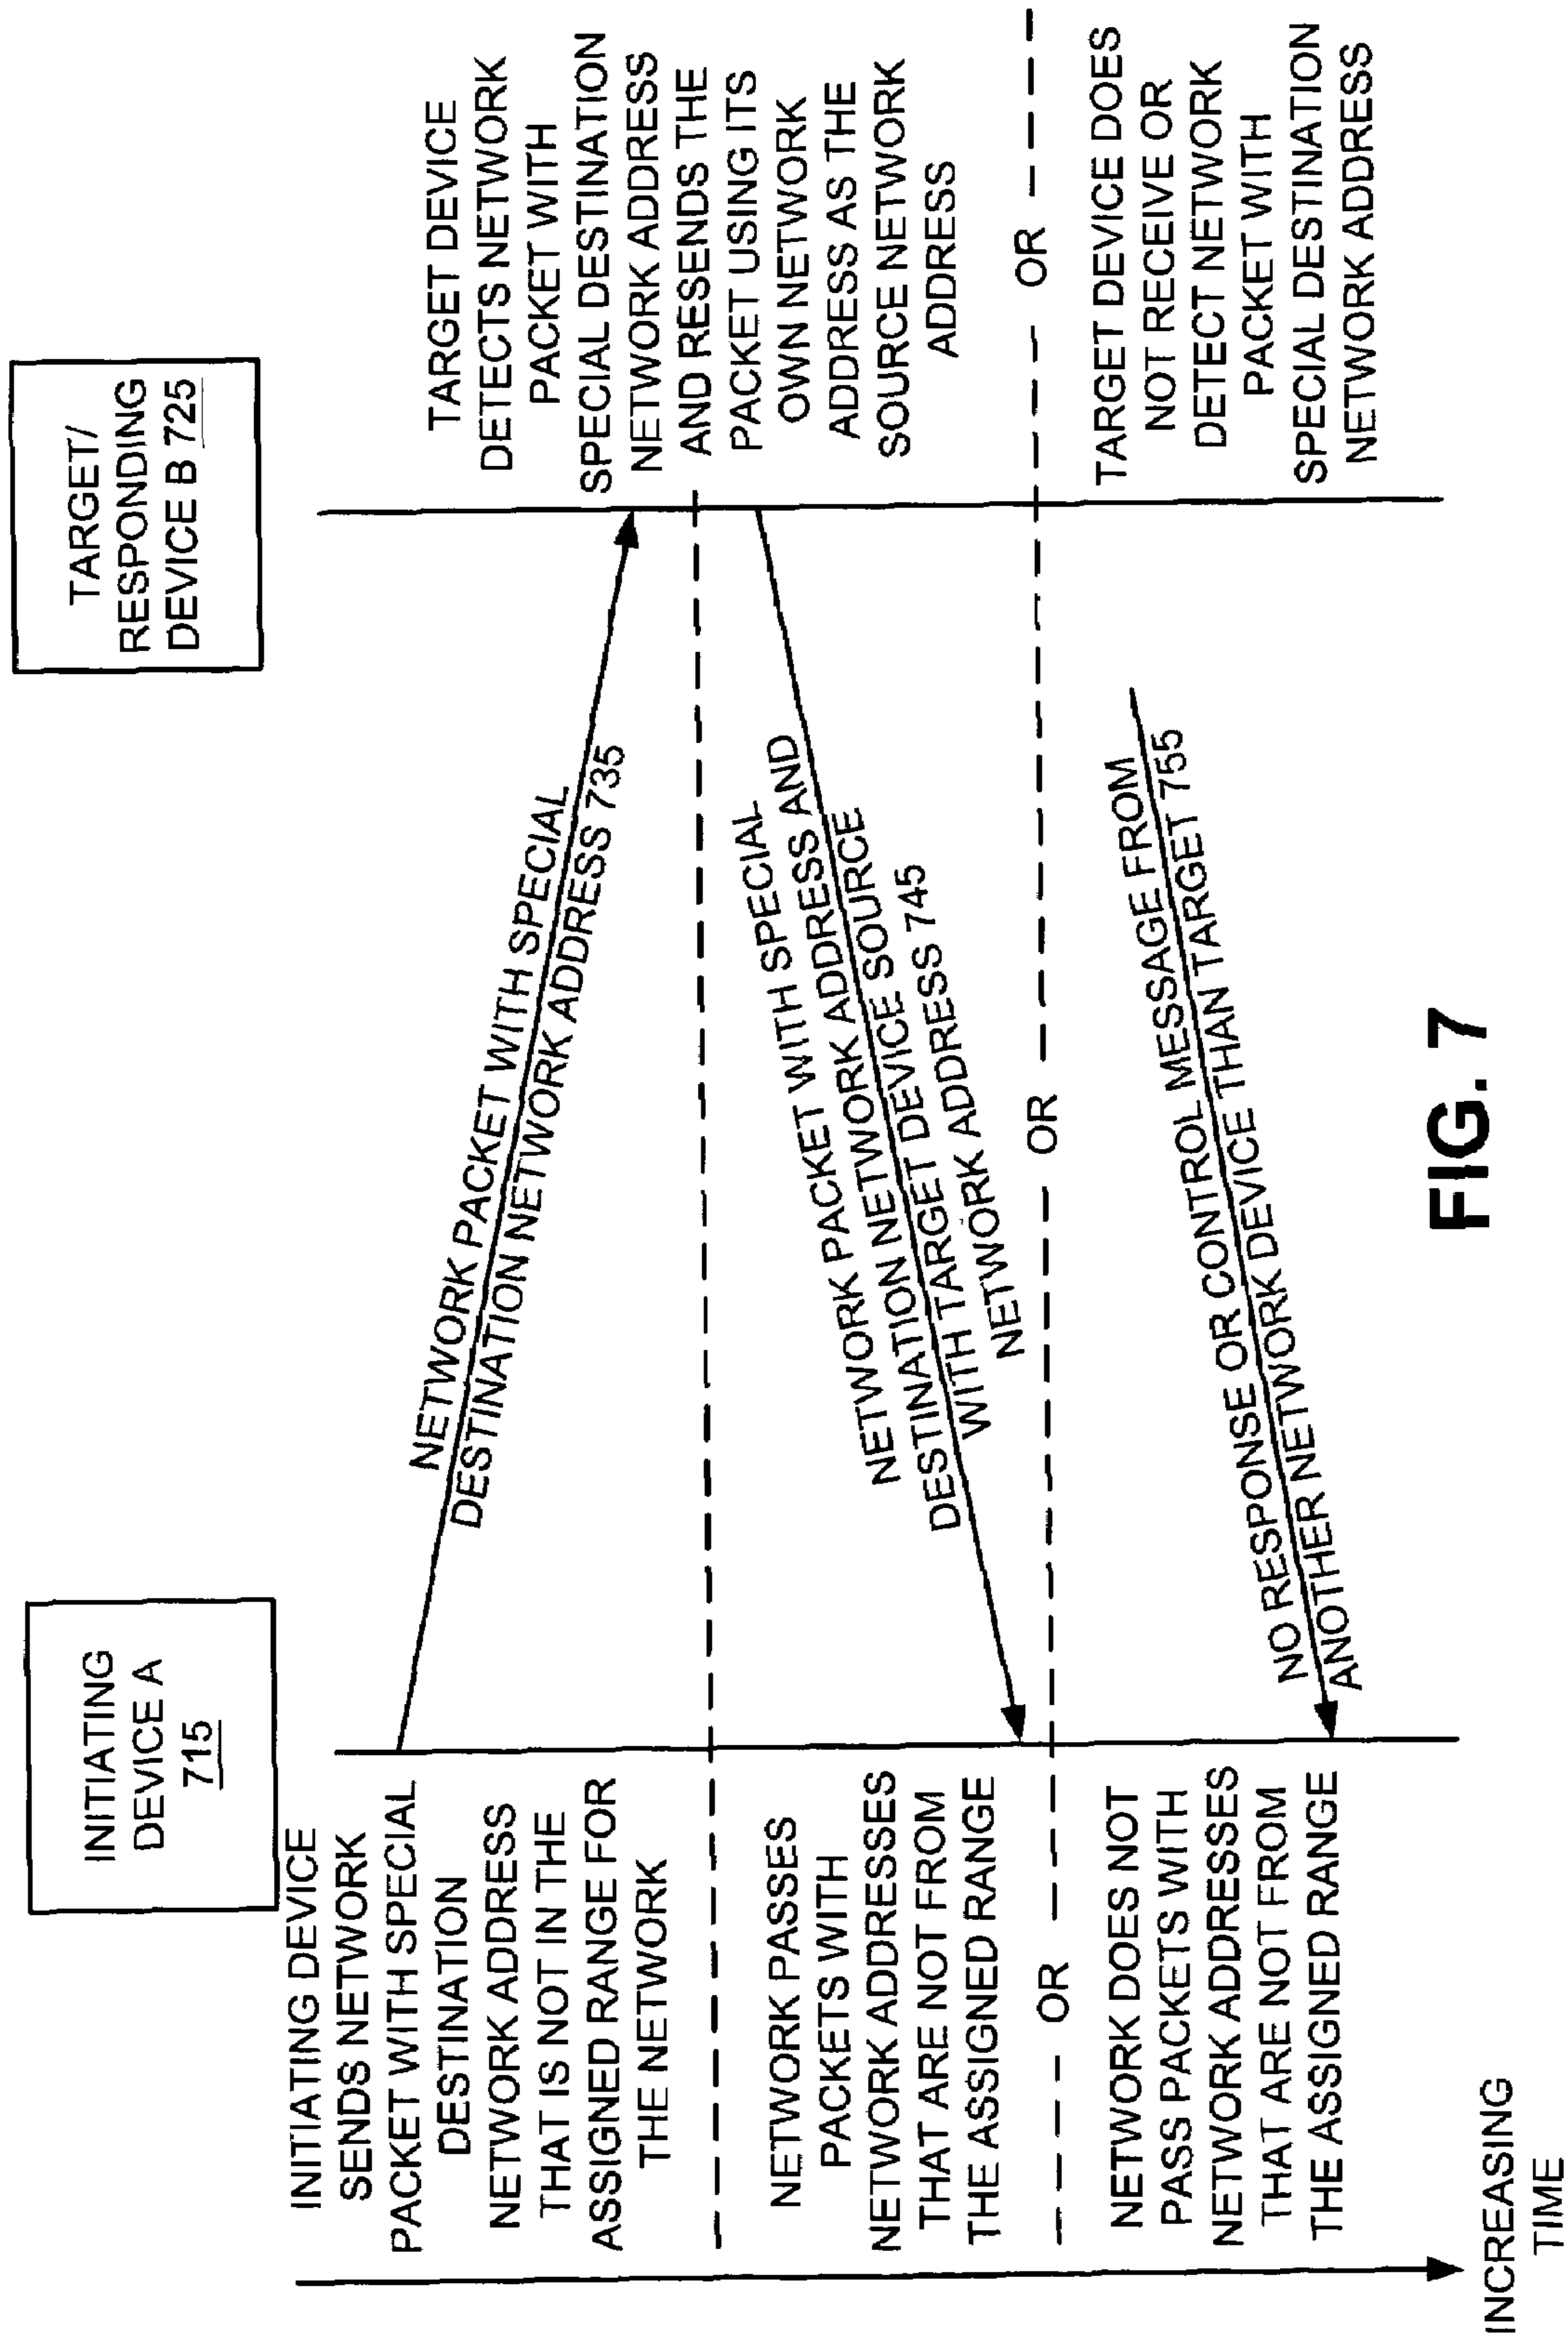 INITIATING
DEVICE A
715
TARGET/
RESPONDING
DEVICE B 725
INITIATING DEVICE
SENDS NETWORK
PACKET WITH SPECIAL
DESTINATION
NETWORK ADDRESS
THAT IS NOT IN THE
ASSIGNED RANGE FOR
THE NETWORK
NETWORK PACKET WITH SPECIAL
DESTINATION NETWORK ADDRESS 735
TARGET DEVICE
DETECTS NETWORK
PACKET WITH
SPECIAL DESTINATION
NETWORK ADDRESS
AND RESENDS THE
PACKET USING ITS
OWN NETWORK
ADDRESS AS THE
SOURCE NETWORK
ADDRESS
NETWORK PASSES
PACKETS WITH
NETWORK ADDRESSES
THAT ARE NOT FROM
THE ASSIGNED RANGE
NETWORK PACKET WITH SPECIAL
NETWORK PACKET WITH SPECIAL
DESTINATION NETWORK ADDRESS AND
DESTINATION TARGET DEVICE SOURCE
WITH TARGET DEVICE SOURCE
NETWORK ADDRESS 745
NETWORK
OR
OR
OR
NETWORK DOES NOT
PASS PACKETS WITH
NETWORK ADDRESSES
THAT ARE NOT FROM
THE ASSIGNED RANGE
NO RESPONSE OR CONTROL MESSAGE FROM
ANOTHER NETWORK DEVICE THAN TARGET 755
TARGET DEVICE DOES
NOT RECEIVE OR
DETECT NETWORK
PACKET WITH
SPECIAL DESTINATION
NETWORK ADDRESS
INCREASING
TIME
FIG. 7